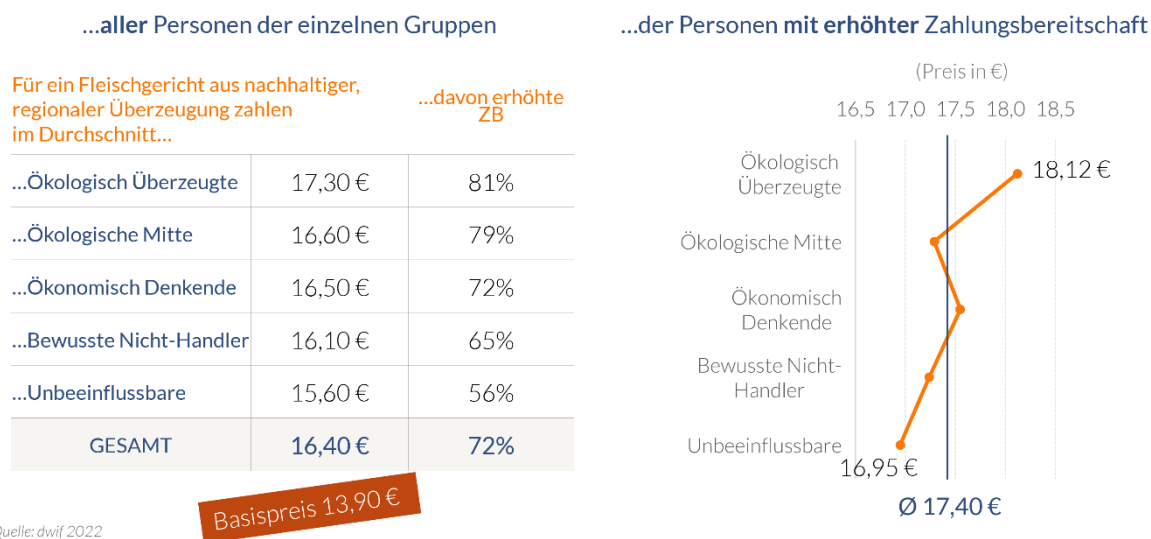 ...aller Personen der einzelnen Gruppen
Für ein Fleischgericht aus nachhaltiger,
regionaler Überzeugung zahlen
im Durchschnitt...
...davon erhöhte
ZB
...Ökologisch Überzeugte 17,30 € 81%
...Ökologische Mitte 16,60 € 79%
...Ökonomisch Denkende 16,50 € 72%
...Bewusste Nicht-Handler 16,10 € 65%
...Unbeeinflussbare 15,60 € 56%
GESAMT 16,40 € 72%
Basispreis 13,90 €
Quelle: dwif 2022
...der Personen mit erhöhter Zahlungsbereitschaft
(Preis in €)
16,5 17,0 17,5 18,0 18,5
Ökologisch
Überzeugte
18,12 €
Ökologische Mitte
Ökonomisch
Denkende
Bewusste Nicht-
Handler
Unbeeinflussbare
16,95 €
Ø 17,40 €